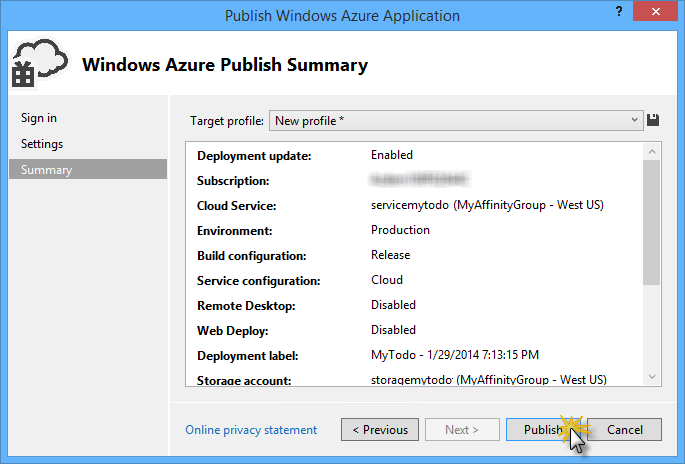 Publish Windows Azure Application
?
Windows Azure Publish Summary
Sign in
Settings
Summary
Target profile: New profile *
Deployment update: Enabled
Subscription:
Cloud Service: servicemytodo (MyAffinityGroup - West US)
Environment: Production
Build configuration: Release
Service configuration: Cloud
Remote Desktop: Disabled
Web Deploy: Disabled
Deployment label: MyTodo - 1/29/2014 7:13:15 PM
Storage account: storagemytodo (MyAffinityGroup - West US)
Online privacy statement
< Previous
Next >
Publish
Cancel